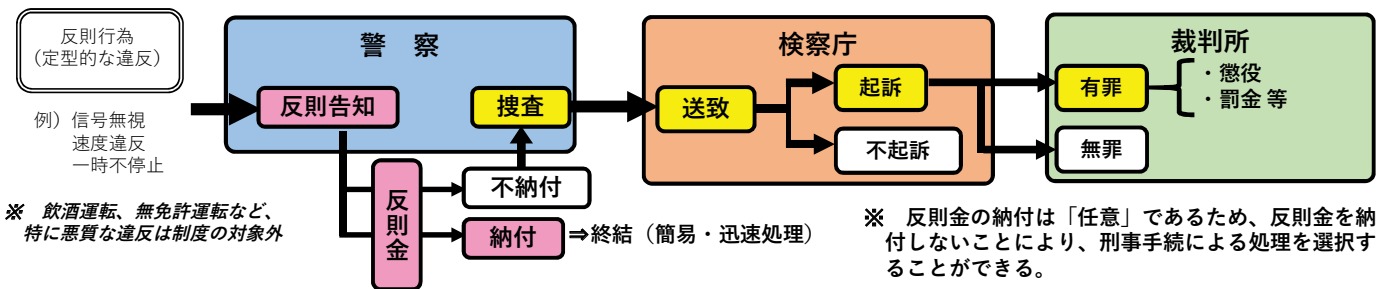 反則行為
(定型的な違反)
例）信号無視
速度違反
一時不停止
※　飲酒運転、無免許運転など、
特に悪質な違反は制度の対象外
警　察
反則告知
捜査
反則金
不納付
納付
⇒終結（簡易・迅速処理）
検察庁
送致
起訴
不起訴
裁判所
有罪
・懲役
・罰金 等
無罪
※　反則金の納付は「任意」であるため、反則金を納
付しないことにより、刑事手続による処理を選択す
ることができる。